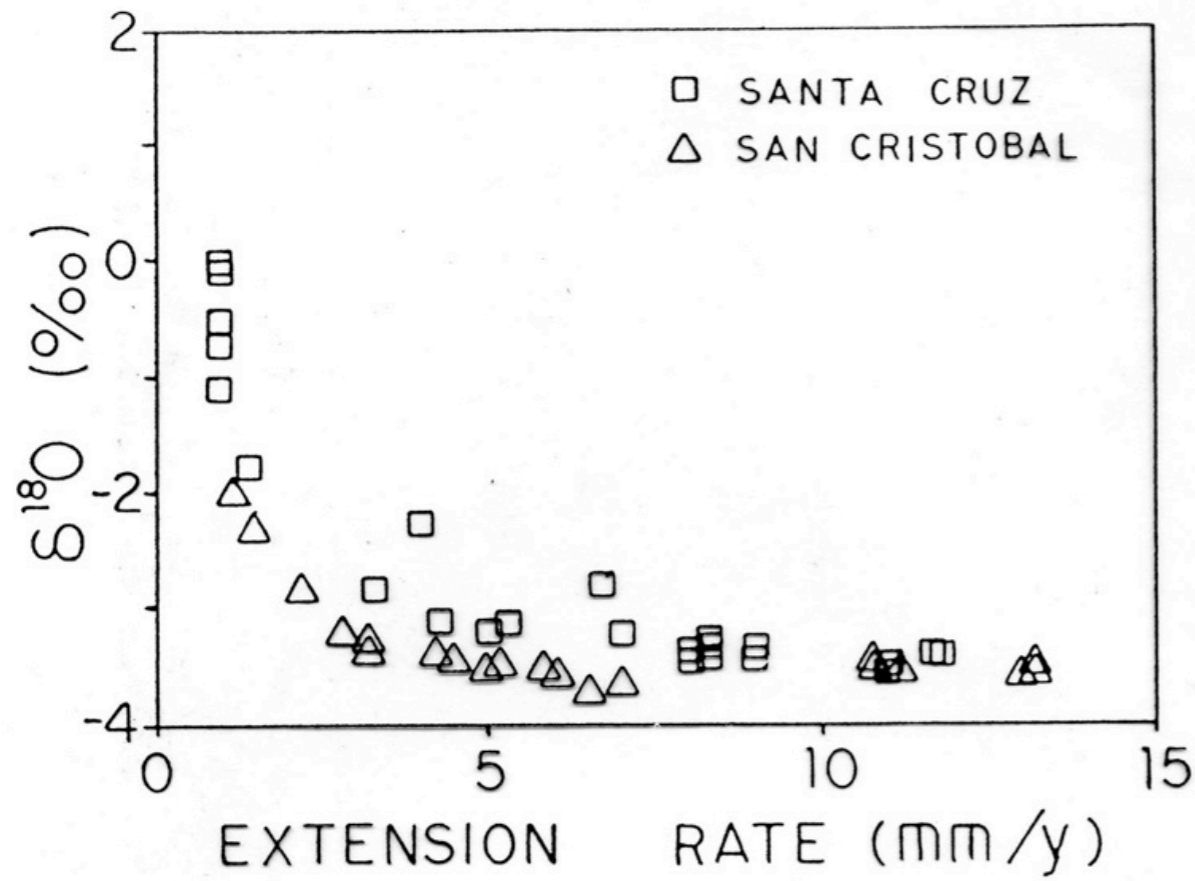 2
SANTA CRUZ
SAN CRISTOBAL
0
-2
-4
δ¹⁸O (‰)
0 5 10 15
EXTENSION RATE (mm/y)